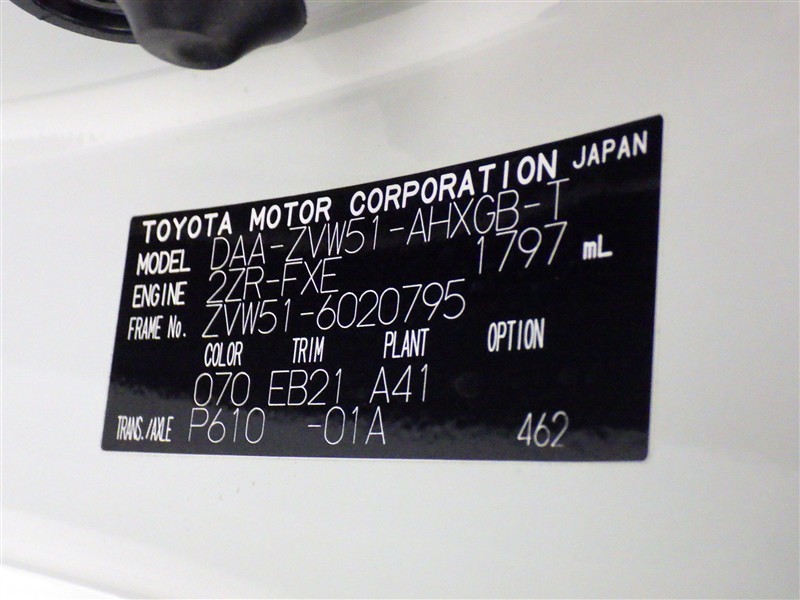 TOYOTA MOTOR CORPORATION JAPAN
MODEL DAA-ZVW51-AHXGB-T
ENGINE 2ZR-FXE 1797 mL
FRAME No. ZVW51-6020795
COLOR TRIM PLANT OPTION
070 EB21 A41
TRANS./AXLE P610 -01A 462